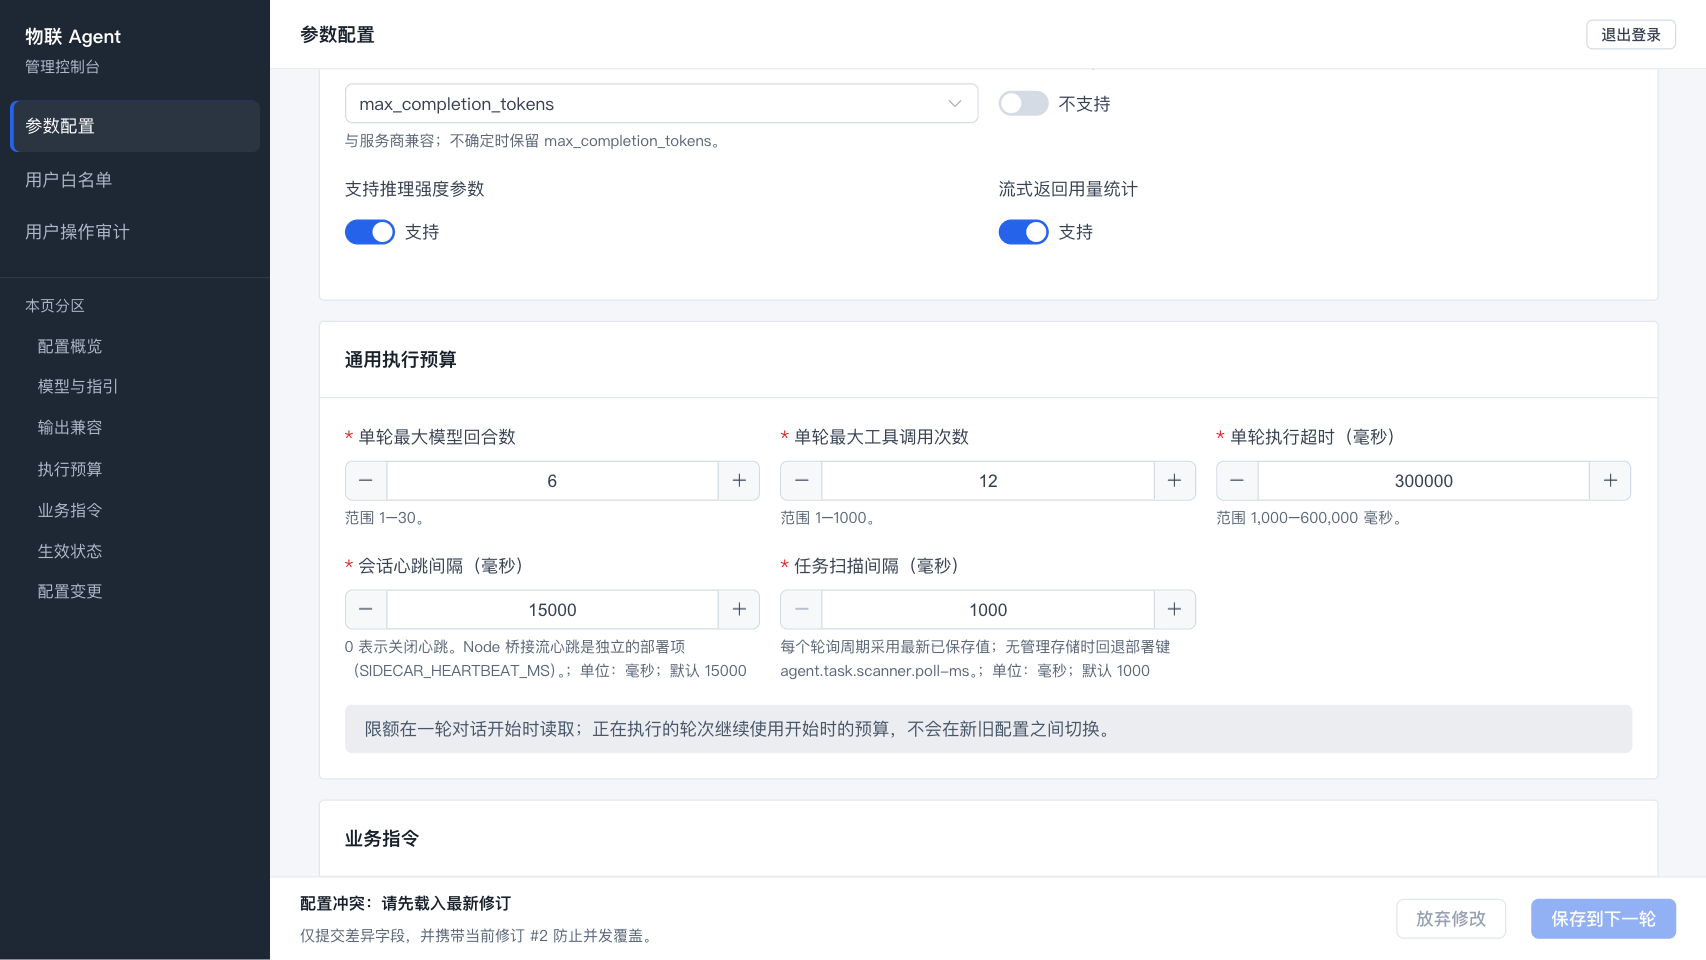 物联 Agent
管理控制台
参数配置
用户白名单
用户操作审计
本页分区
配置概览
模型与指引
输出兼容
执行预算
业务指令
生效状态
配置变更
参数配置
退出登录
max_completion_tokens
不支持
与服务商兼容；不确定时保留 max_completion_tokens。
支持推理强度参数
流式返回用量统计
支持
支持
通用执行预算
* 单轮最大模型回合数
* 单轮最大工具调用次数
* 单轮执行超时（毫秒）
6
12
300000
范围 1—30。
范围 1—1000。
范围 1,000—600,000 毫秒。
* 会话心跳间隔（毫秒）
* 任务扫描间隔（毫秒）
15000
1000
0 表示关闭心跳。Node 桥接流心跳是独立的部署项
（SIDECAR_HEARTBEAT_MS）。；单位：毫秒；默认 15000
每个轮询周期采用最新已保存值；无管理存储时回退部署键
agent.task.scanner.poll-ms。；单位：毫秒；默认 1000
限额在一轮对话开始时读取；正在执行的轮次继续使用开始时的预算，不会在新旧配置之间切换。
业务指令
配置冲突：请先载入最新修订
仅提交差异字段，并携带当前修订 #2 防止并发覆盖。
放弃修改
保存到下一轮